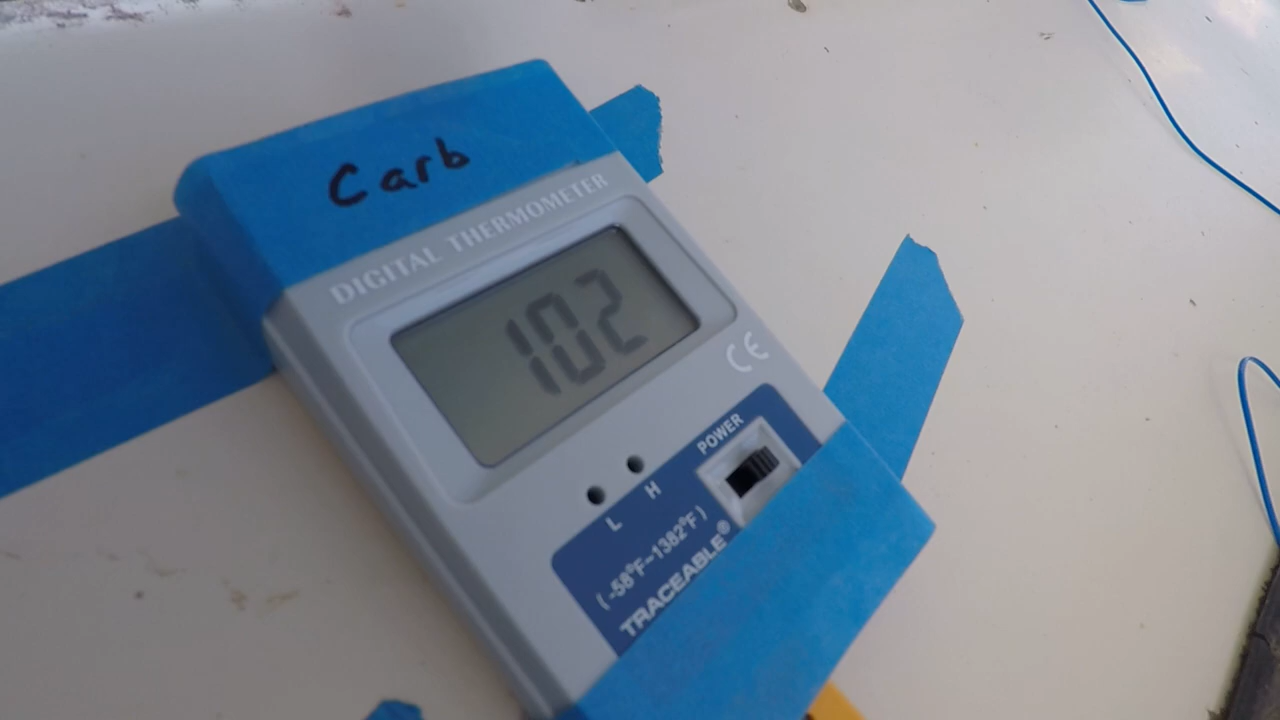 Carb
DIGITAL THERMOMETER
102
CE
POWER
L H
(-58°F-1382°F)
TRACEABLE®